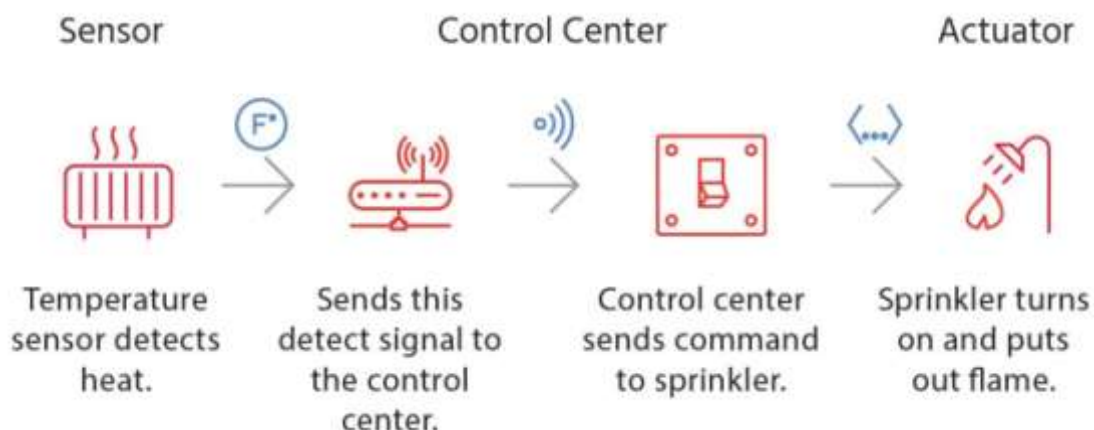 Sensor
Control Center
Actuator
F°
Temperature
sensor detects
heat.
Sends this
detect signal to
the control
center.
Control center
sends command
to sprinkler.
Sprinkler turns
on and puts
out flame.